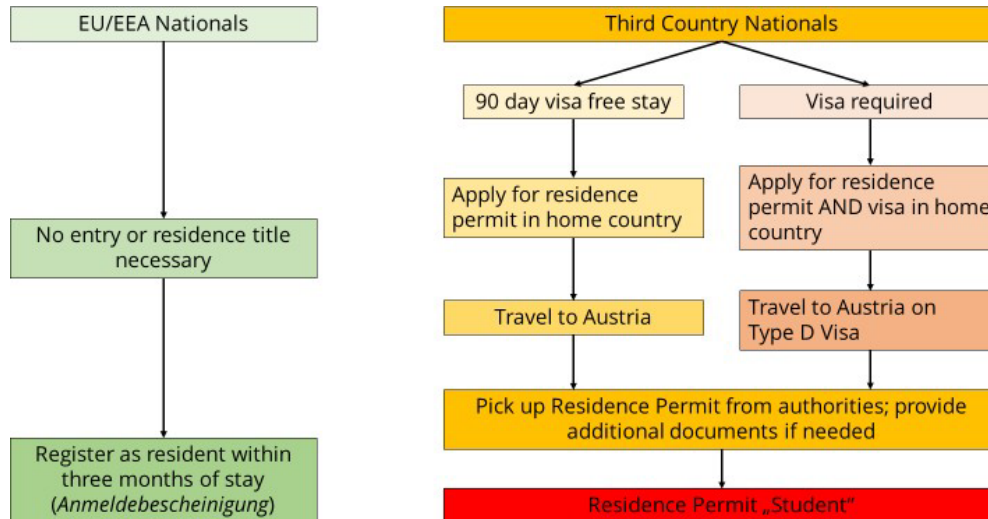 EU/EEA Nationals
No entry or residence title
necessary
Register as resident within
three months of stay
(Anmeldebescheinigung)
Third Country Nationals
90 day visa free stay
Visa required
Apply for residence
permit in home country
Apply for residence
permit AND visa in home
country
Travel to Austria
Travel to Austria on
Type D Visa
Pick up Residence Permit from authorities; provide
additional documents if needed
Residence Permit „Student“